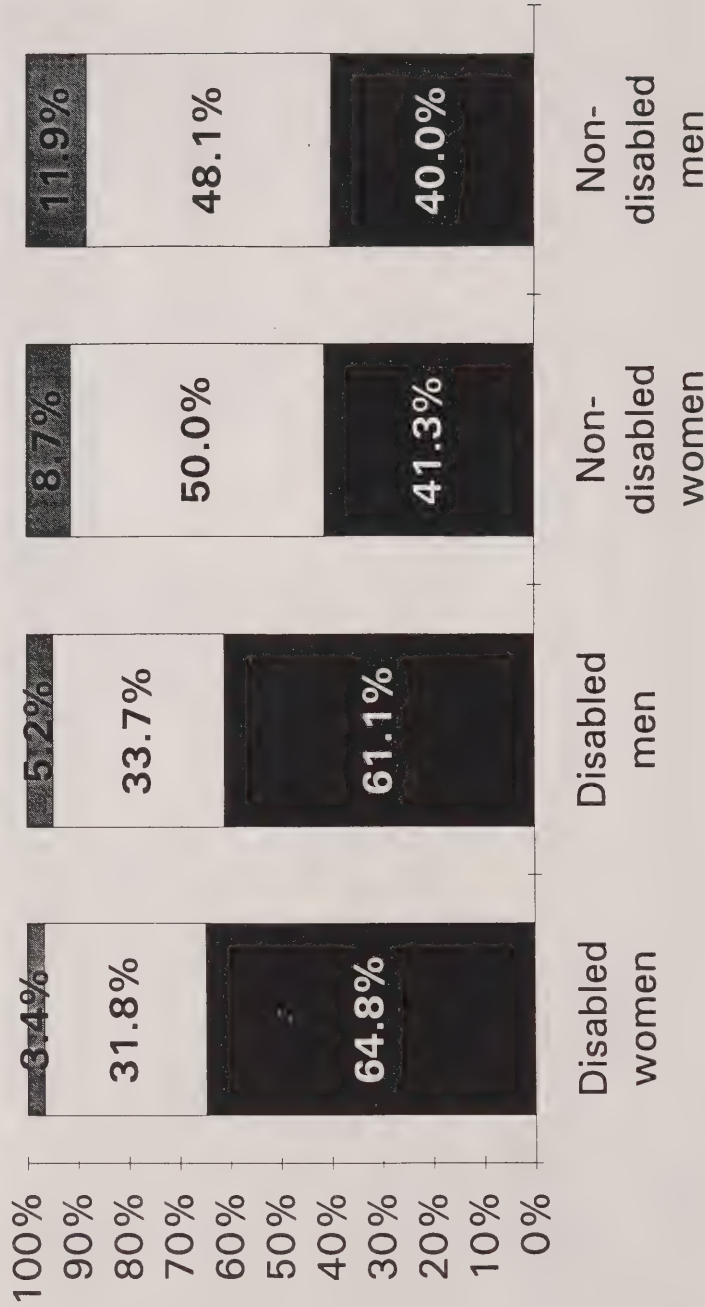 100%
90%
80%
70%
60%
50%
40%
30%
20%
10%
0%
3.4%
31.8%
64.8%
Disabled
women
5.2%
33.7%
61.1%
Disabled
men
8.7%
50.0%
41.3%
Non-
disabled
women
11.9%
48.1%
40.0%
Non-
disabled
men